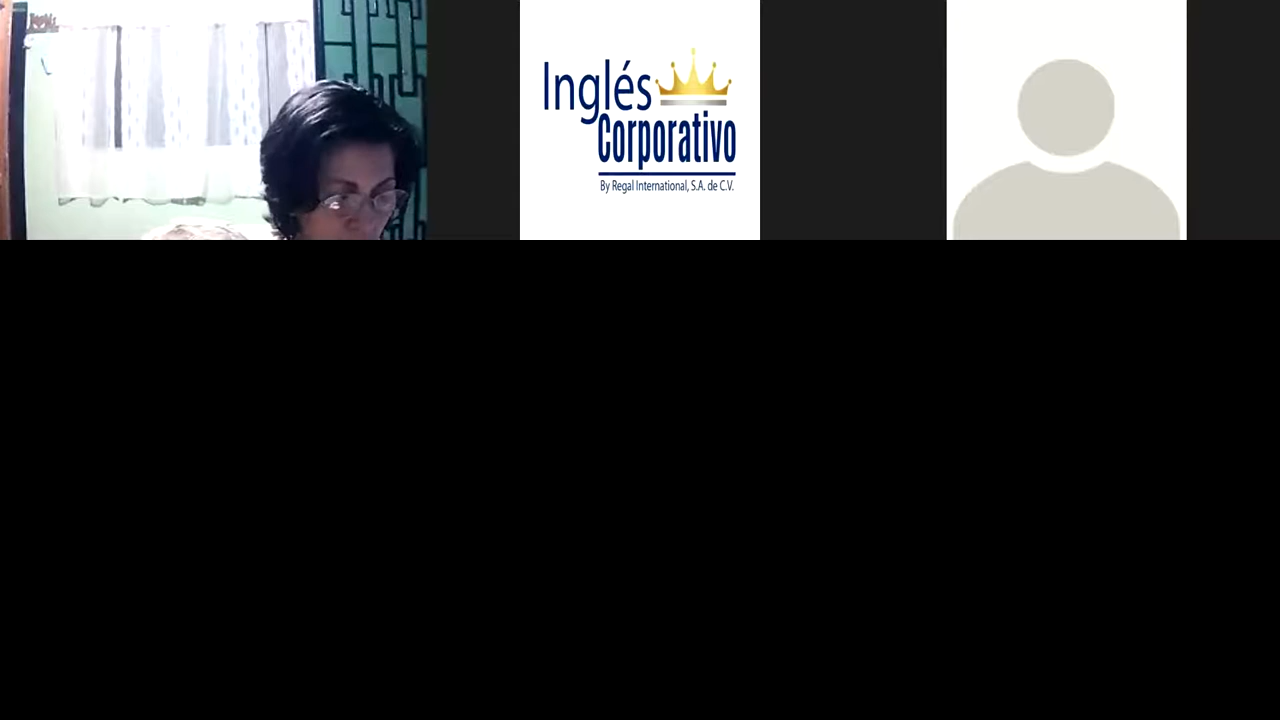 Inglés
Corporativo
By Regal International, S.A. de C.V.